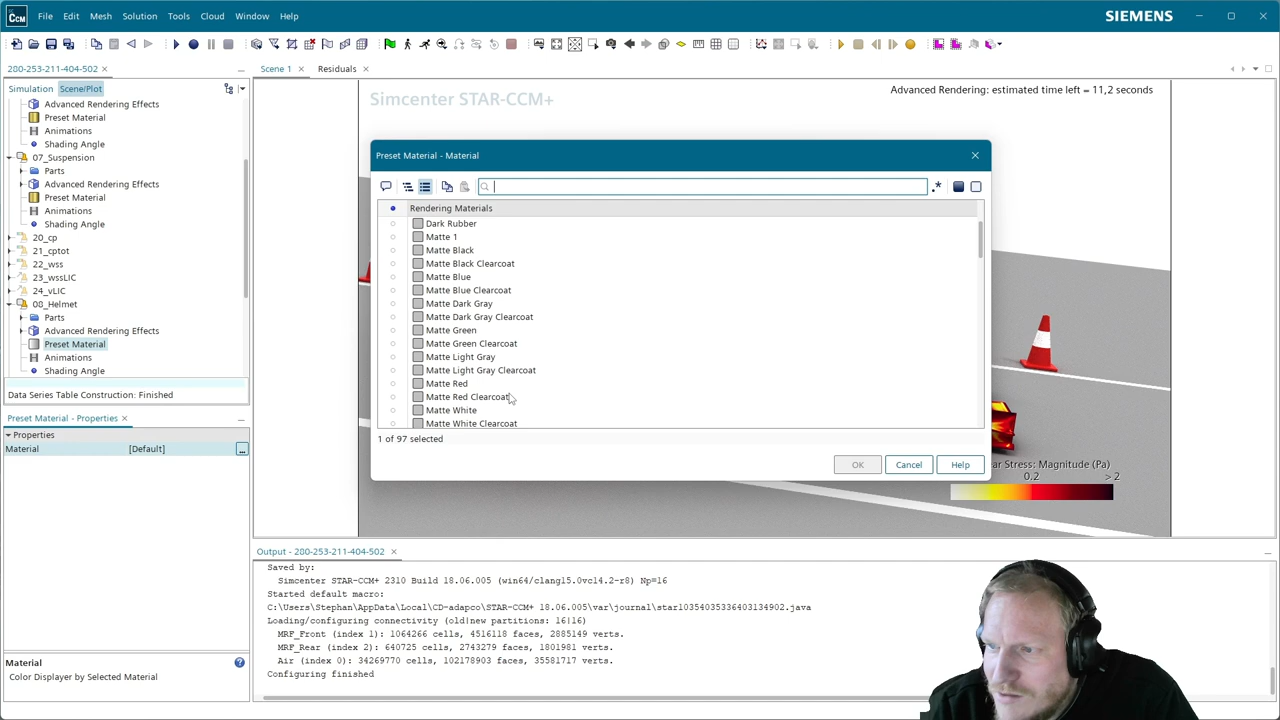 CCM
File Edit Mesh Solution Tools Cloud Window Help
SIEMENS
280-253-211-404-502
Scene 1
Residuals
Simulation
Scene/Plot
Advanced Rendering Effects
Preset Material
Animations
Shading Angle
07_Suspension
Parts
Advanced Rendering Effects
Preset Material
Animations
Shading Angle
20_cp
21_cptot
22_wss
23_wssLIC
24_vLIC
08_Helmet
Parts
Advanced Rendering Effects
Preset Material
Animations
Shading Angle
Data Series Table Construction: Finished
Preset Material - Properties
Properties
Material [Default] ...
Material
Color Displayer by Selected Material
Simcenter STAR-CCM+
Advanced Rendering: estimated time left = 11,2 seconds
Preset Material - Material
Rendering Materials
Dark Rubber
Matte 1
Matte Black
Matte Black Clearcoat
Matte Blue
Matte Blue Clearcoat
Matte Dark Gray
Matte Dark Gray Clearcoat
Matte Green
Matte Green Clearcoat
Matte Light Gray
Matte Light Gray Clearcoat
Matte Red
Matte Red Clearcoat
Matte White
Matte White Clearcoat
1 of 97 selected
OK Cancel Help
ear Stress: Magnitude (Pa)
0.2 > 2
Output - 280-253-211-404-502
Saved by:
Simcenter STAR-CCM+ 2310 Build 18.06.005 (win64/clang15.0vc14.2-r8) Np=16
Started default macro:
C:\Users\Stephan\AppData\Local\CD-adapco\STAR-CCM+ 18.06.005\var\journal\star10354035336403134902.java
Loading/configuring connectivity (old|new partitions: 16|16)
MRF_Front (index 1): 1064266 cells, 4516118 faces, 2885149 verts.
MRF_Rear (index 2): 640725 cells, 2743279 faces, 1801981 verts.
Air (index 0): 34269770 cells, 102178903 faces, 35581717 verts.
Configuring finished